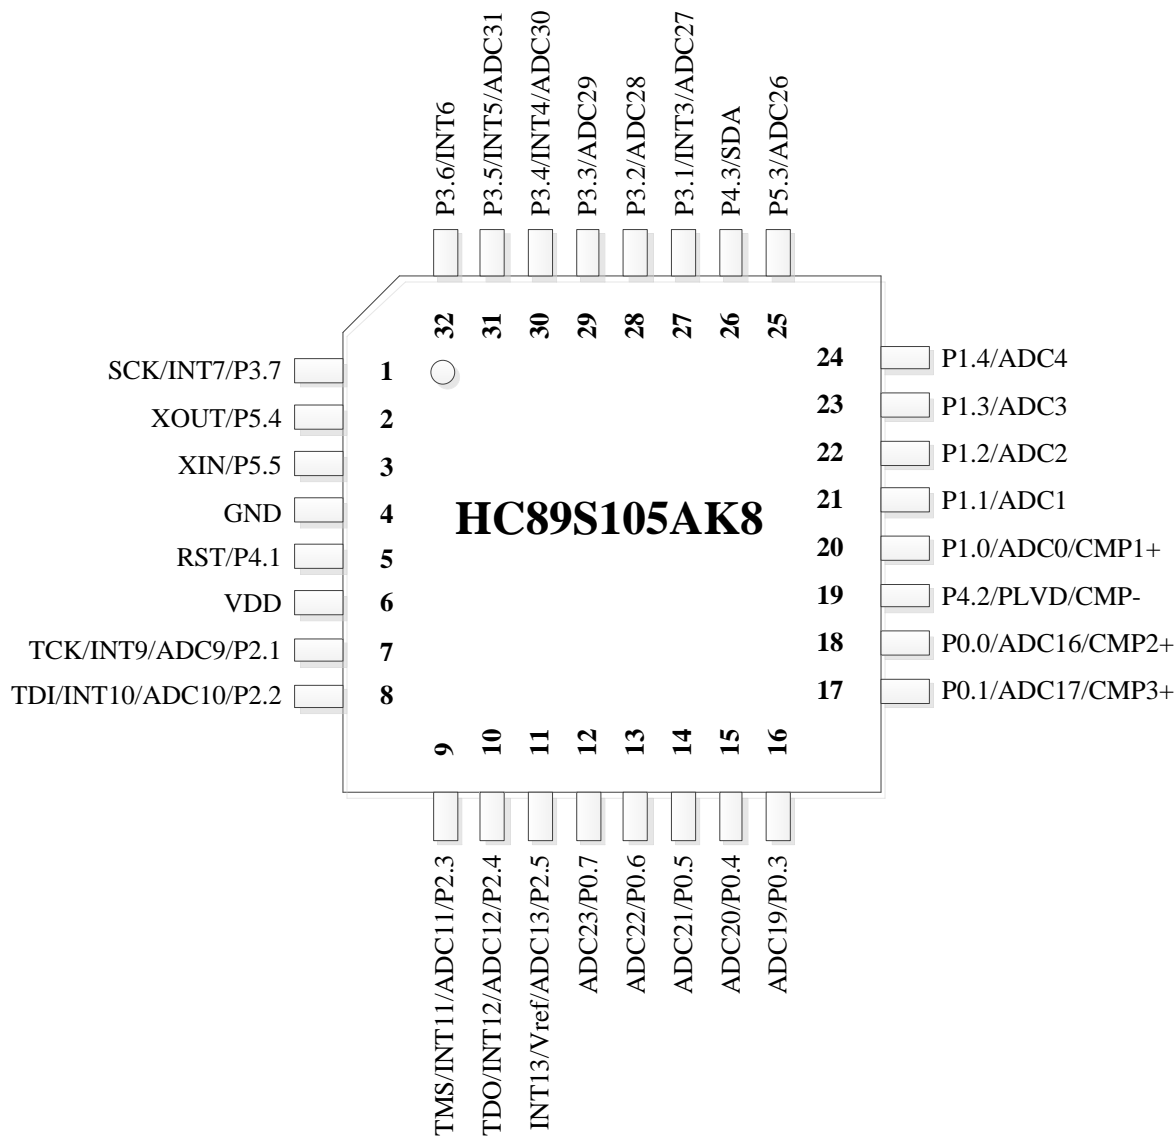 P3.6/INT6
P3.5/INT5/ADC31
P3.4/INT4/ADC30
P3.3/ADC29
P3.2/ADC28
P3.1/INT3/ADC27
P4.3/SDA
P5.3/ADC26
32
31
30
29
28
27
26
25
SCK/INT7/P3.7
1
XOUT/P5.4
2
XIN/P5.5
3
GND
4
RST/P4.1
5
VDD
6
TCK/INT9/ADC9/P2.1
7
TDI/INT10/ADC10/P2.2
8
HC89S105AK8
24
P1.4/ADC4
23
P1.3/ADC3
22
P1.2/ADC2
21
P1.1/ADC1
20
P1.0/ADC0/CMP1+
19
P4.2/PLVD/CMP-
18
P0.0/ADC16/CMP2+
17
P0.1/ADC17/CMP3+
9
10
11
12
13
14
15
16
TMS/INT11/ADC11/P2.3
TDO/INT12/ADC12/P2.4
INT13/Vref/ADC13/P2.5
ADC23/P0.7
ADC22/P0.6
ADC21/P0.5
ADC20/P0.4
ADC19/P0.3